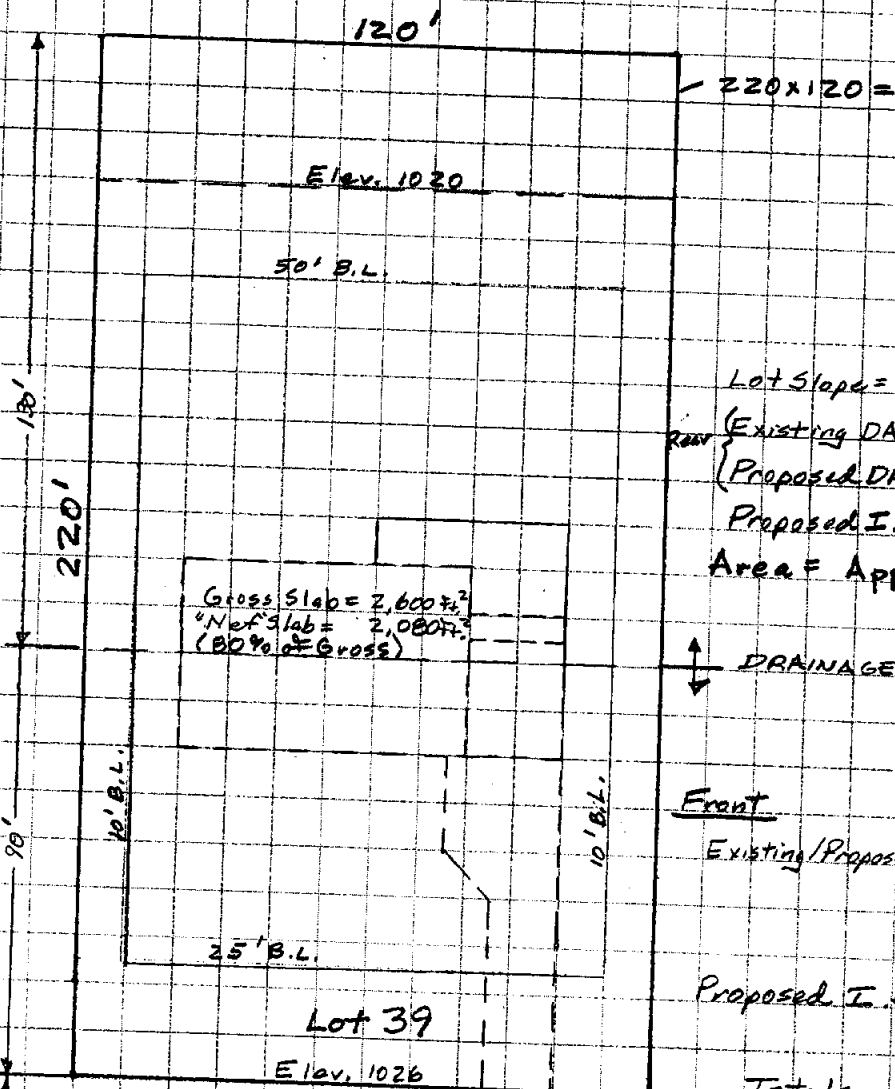 120'
220x120 =
Elev. 1020
50' B.L.
Lot Slope =
130'
Rear
Existing DA
Proposed DA
Proposed I.
220'
Area = App
Gross Slab = 2,600 ft.²
"Net" Slab = 2,080 ft.²
(80% of Gross)
DRAINAGE
10' B.L.
10' B.L.
Front
90'
Existing/Propos
25' B.L.
Proposed I.
Lot 39
Elev. 1026